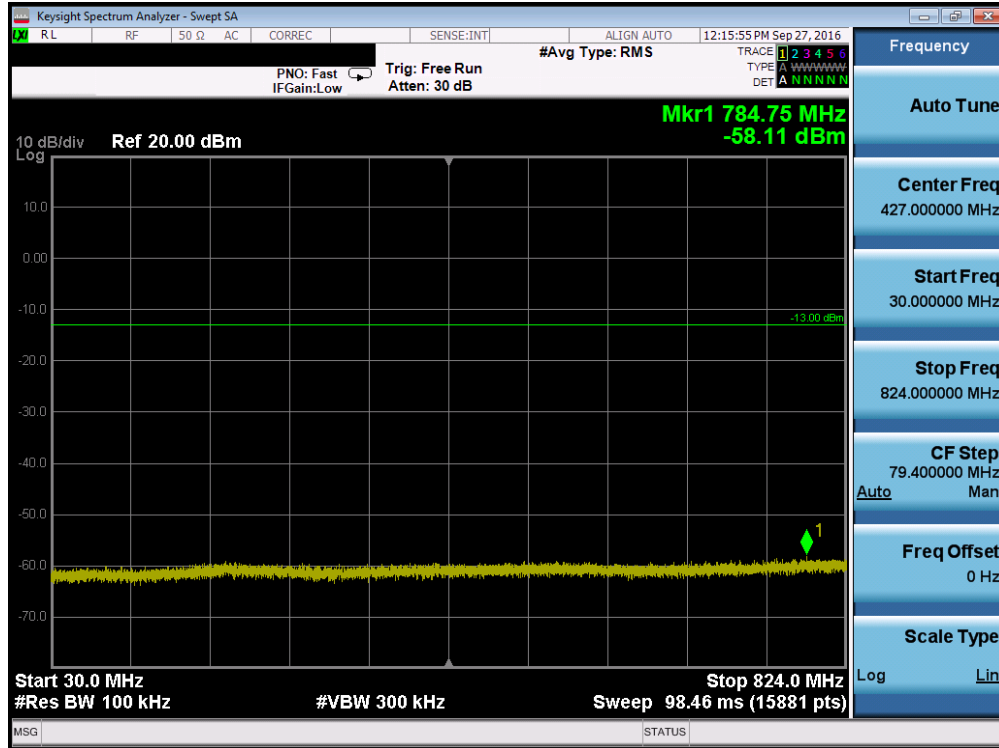 Keysight Spectrum Analyzer - Swept SA
LXI RL RF 50 Ω AC CORREC SENSE:INT ALIGN AUTO 12:15:55 PM Sep 27, 2016
PNO: Fast
IFGain:Low
Trig: Free Run
Atten: 30 dB
#Avg Type: RMS
TRACE 1 2 3 4 5 6
TYPE A WWWWW
DET A N N N N N
Mkr1 784.75 MHz
-58.11 dBm
10 dB/div Ref 20.00 dBm
Log
10.0
0.00
-10.0
-13.00 dBm
-20.0
-30.0
-40.0
-50.0
1
-60.0
-70.0
Start 30.0 MHz Stop 824.0 MHz
#Res BW 100 kHz #VBW 300 kHz Sweep 98.46 ms (15881 pts)
MSG STATUS
Frequency
Auto Tune
Center Freq
427.000000 MHz
Start Freq
30.000000 MHz
Stop Freq
824.000000 MHz
CF Step
79.400000 MHz
Auto Man
Freq Offset
0 Hz
Scale Type
Log Lin